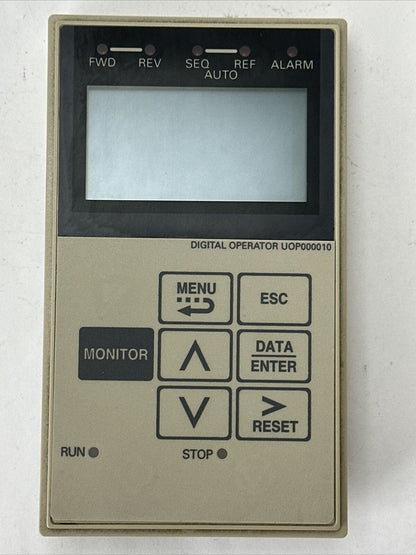 FWD REV SEQ REF ALARM
AUTO
DIGITAL OPERATOR UOP000010
MENU ESC
MONITOR
DATA
ENTER
>
RESET
RUN STOP